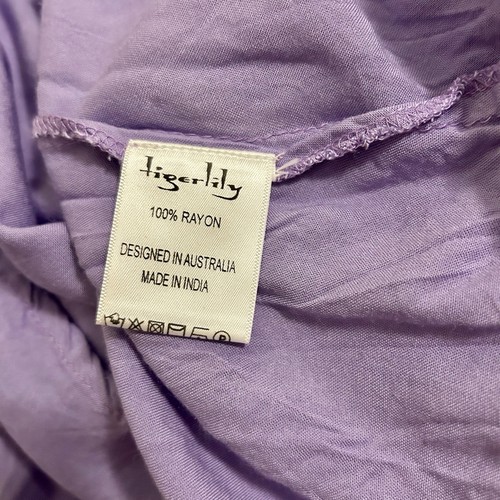 tigerlily
100% RAYON
DESIGNED IN AUSTRALIA
MADE IN INDIA